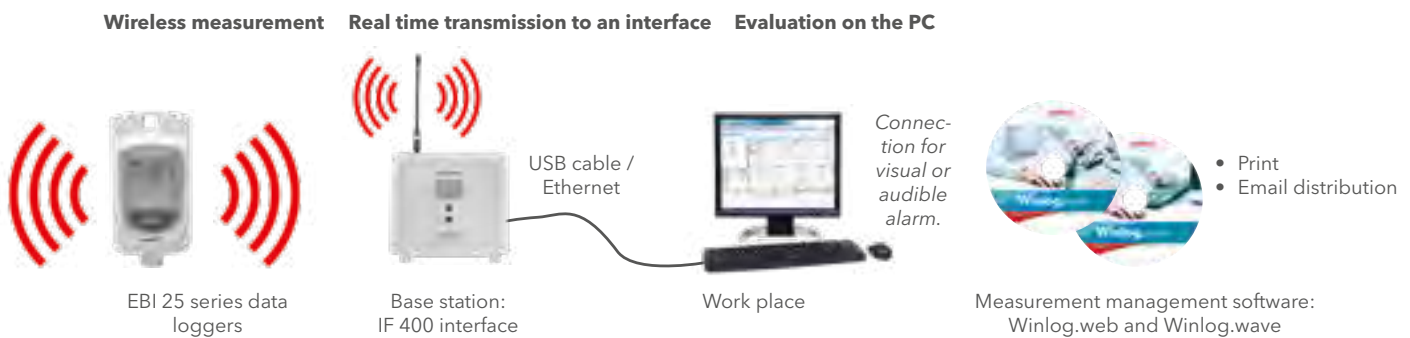 Wireless measurement
Real time transmission to an interface
Evaluation on the PC
USB cable /
Ethernet
Connec-
tion for
visual or
audible
alarm.
Winlog.
Winlog.
• Print
• Email distribution
EBI 25 series data
loggers
Base station:
IF 400 interface
Work place
Measurement management software:
Winlog.web and Winlog.wave